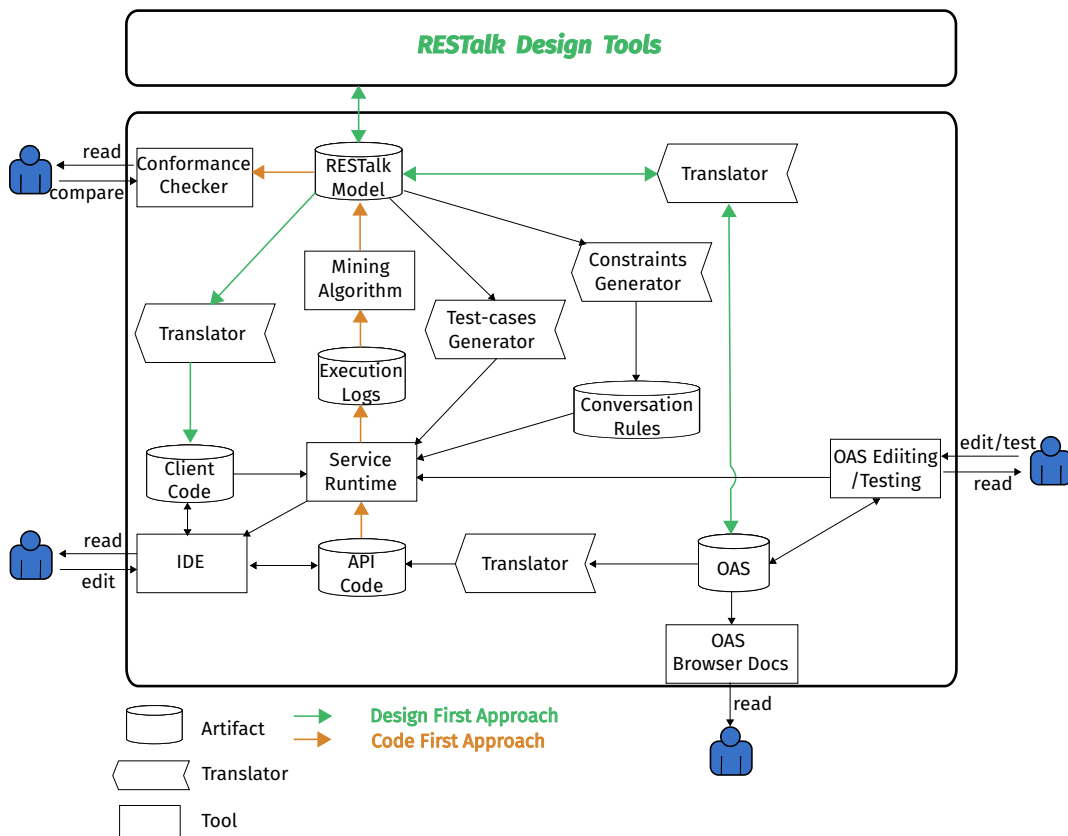 RESTalk Design Tools
read
compare
Conformance
Checker
RESTalk
Model
Translator
Mining
Algorithm
Constraints
Generator
Translator
Test-cases
Generator
Execution
Logs
Conversation
Rules
Client
Code
Service
Runtime
OAS Ediiting
/Testing
edit/test
read
read
edit
IDE
API
Code
Translator
OAS
OAS
Browser Docs
read
Artifact
Design First Approach
Code First Approach
Translator
Tool